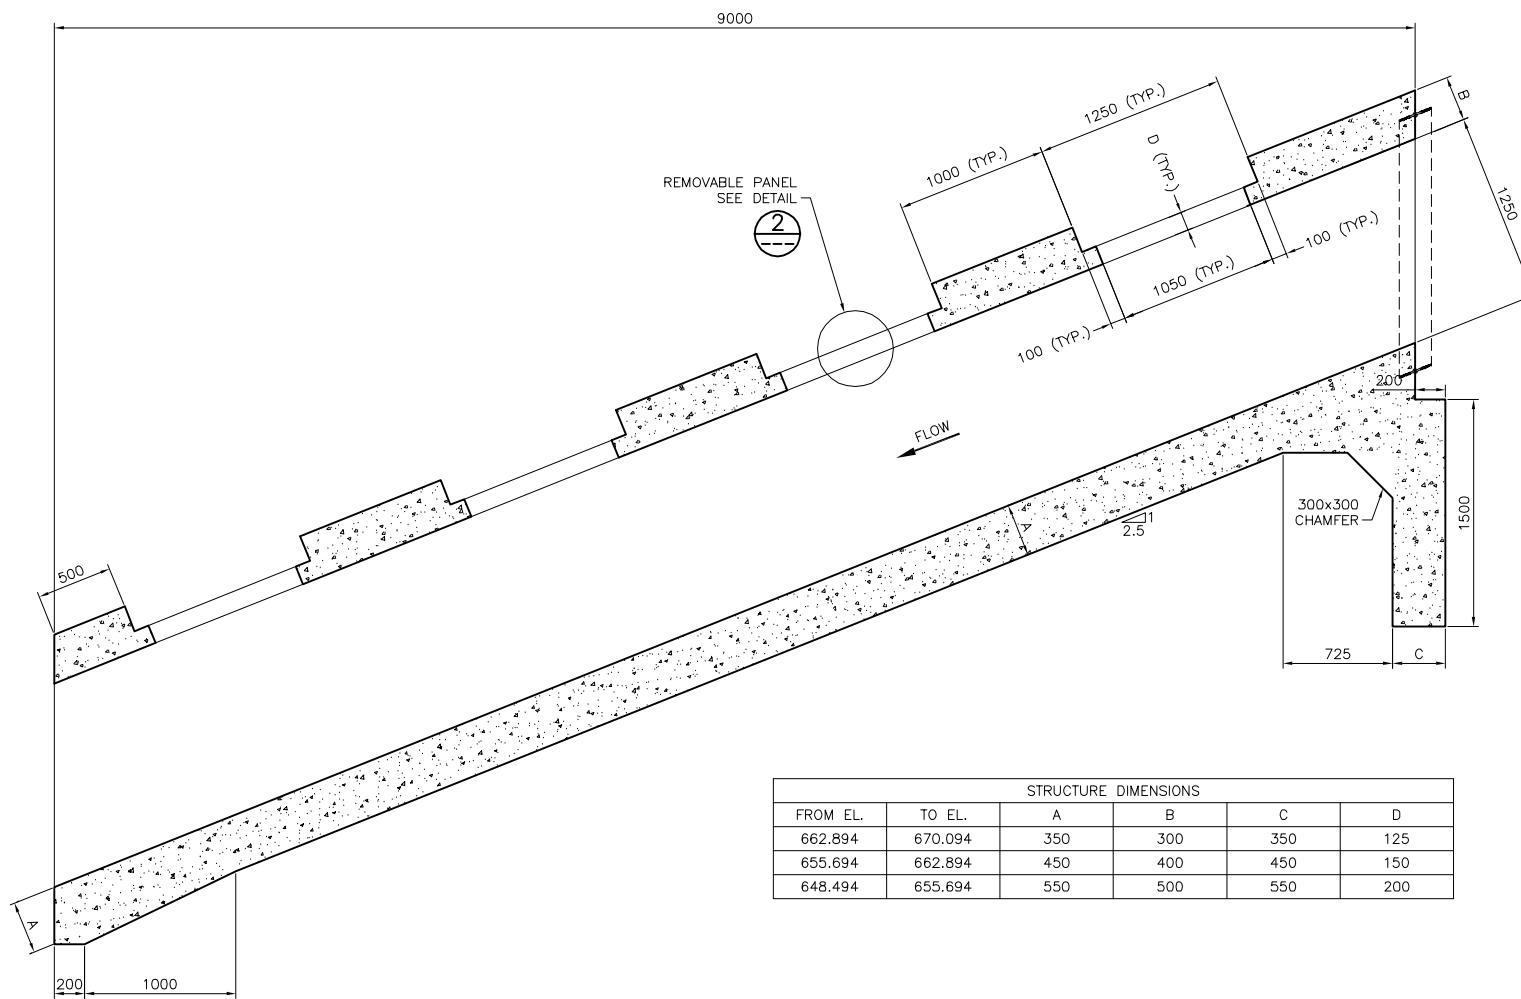 9000
B
1250 (TYP.)
D (TYP.)
1000 (TYP.)
REMOVABLE PANEL
SEE DETAIL
2
1250
100 (TYP.)
1050 (TYP.)
100 (TYP.)
200
FLOW
300x300
CHAMFER
1500
A
1
2.5
500
725
C
STRUCTURE DIMENSIONS
FROM EL. TO EL. A B C D
662.894 670.094 350 300 350 125
655.694 662.894 450 400 450 150
648.494 655.694 550 500 550 200
A
200
1000